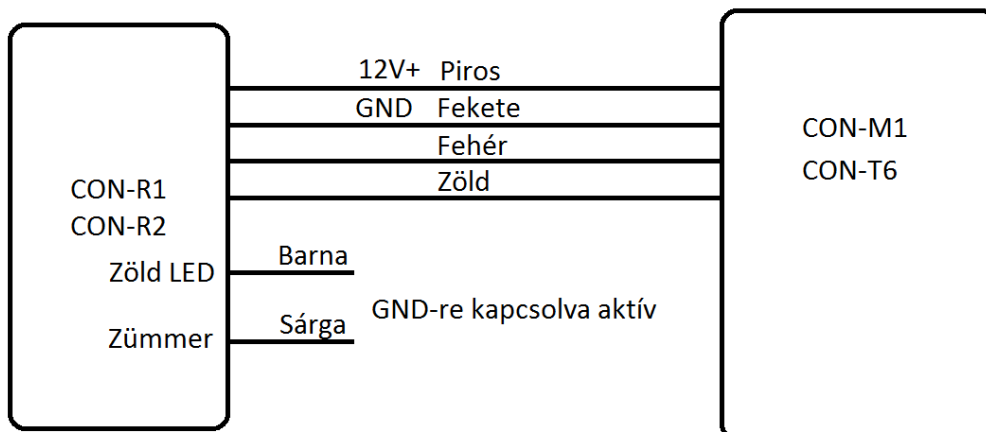 12V+ Piros
GND Fekete
Fehér
Zöld
CON-R1
CON-R2
Zöld LED
Barna
Zümmer
Sárga
GND-re kapcsolva aktív
CON-M1
CON-T6